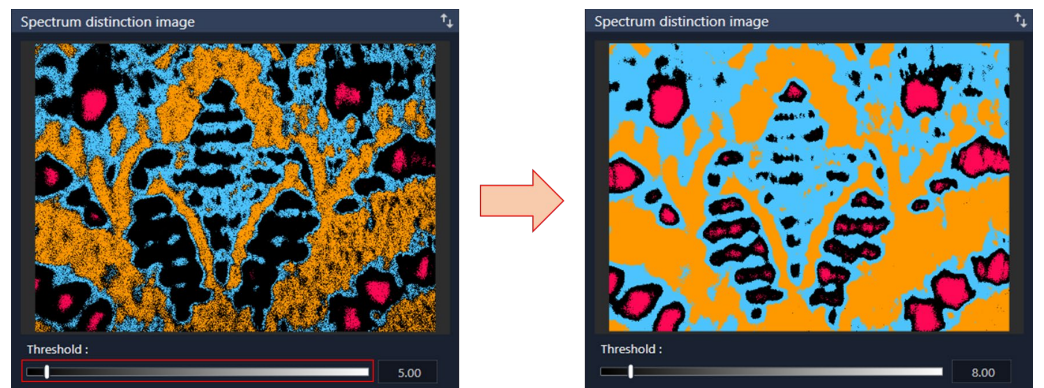 Spectrum distinction image
Threshold :
5.00
Spectrum distinction image
Threshold :
8.00